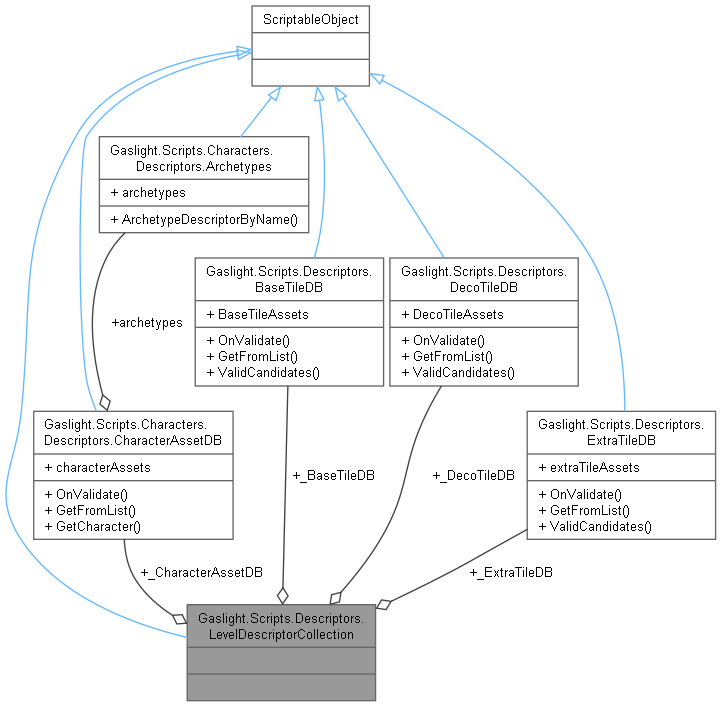 ScriptableObject
Gaslight.Scripts.Characters.
Descriptors.Archetypes
+ archetypes
+ ArchetypeDescriptorByName()
Gaslight.Scripts.Descriptors.
BaseTileDB
+ BaseTileAssets
+ OnValidate()
+ GetFromList()
+ ValidCandidates()
Gaslight.Scripts.Descriptors.
DecoTileDB
+ DecoTileAssets
+ OnValidate()
+ GetFromList()
+ ValidCandidates()
+archetypes
Gaslight.Scripts.Characters.
Descriptors.CharacterAssetDB
+ characterAssets
+ OnValidate()
+ GetFromList()
+ GetCharacter()
Gaslight.Scripts.Descriptors.
ExtraTileDB
+ extraTileAssets
+ OnValidate()
+ GetFromList()
+ ValidCandidates()
+_BaseTileDB
+_DecoTileDB
+_CharacterAssetDB
+_ExtraTileDB
Gaslight.Scripts.Descriptors.
LevelDescriptorCollection